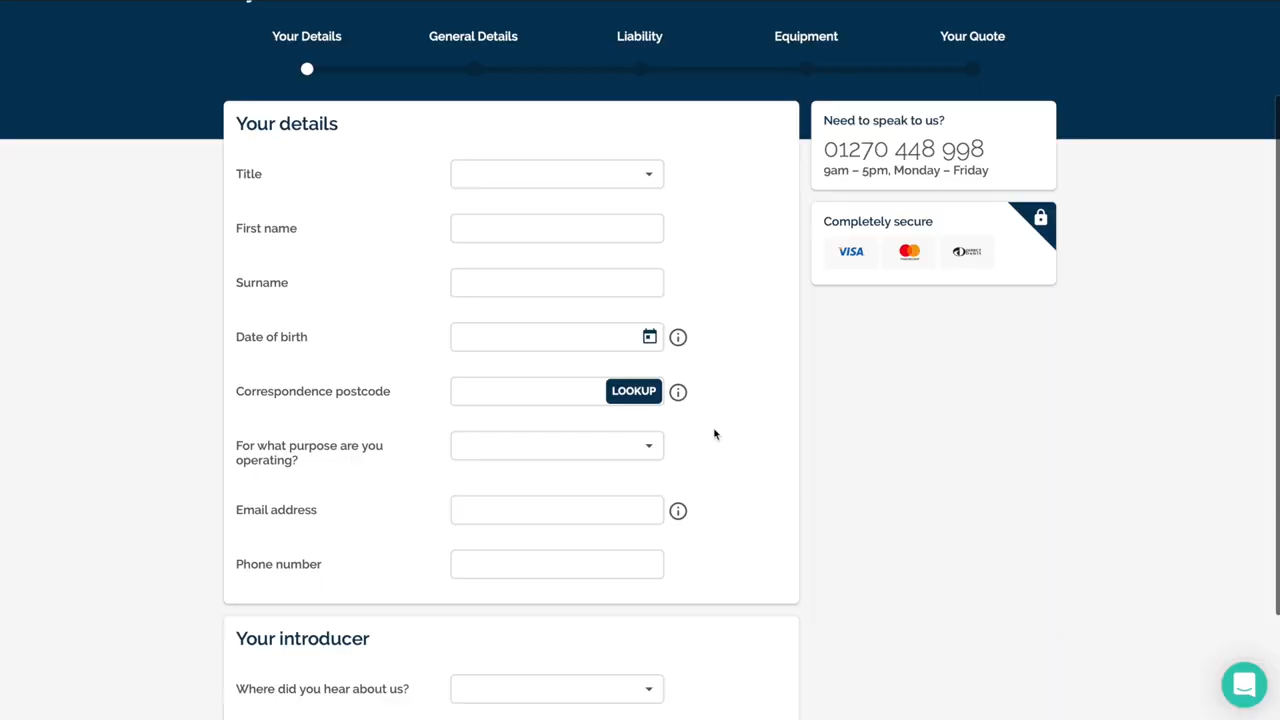 Your Details
General Details
Liability
Equipment
Your Quote
Your details
Title
First name
Surname
Date of birth
Correspondence postcode
LOOKUP
For what purpose are you
operating?
Email address
Phone number
Your introducer
Where did you hear about us?
Need to speak to us?
01270 448 998
9am – 5pm, Monday – Friday
Completely secure
VISA